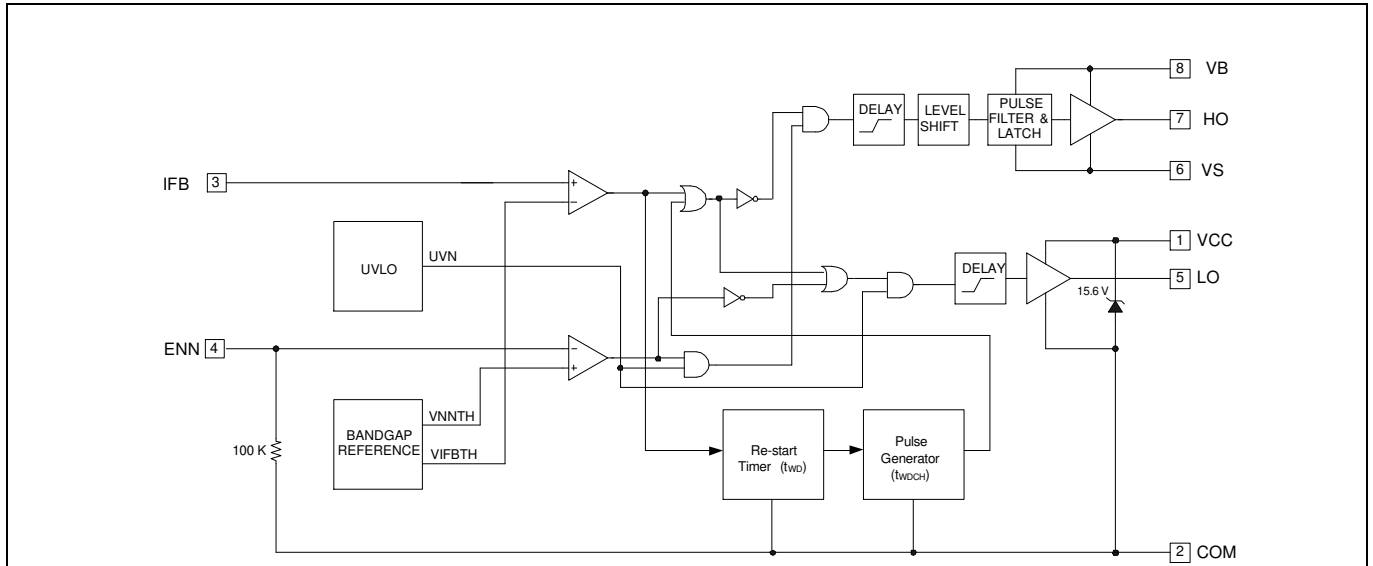 8 VB
DELAY
LEVEL
SHIFT
PULSE
FILTER &
LATCH
7 HO
IFB 3
+
−
6 VS
UVLO
UVN
1 VCC
DELAY
5 LO
15.6 V
ENN 4
−
+
VNNTH
BANDGAP
REFERENCE
VIFBTH
100 K
Re-start
Timer (tWD)
Pulse
Generator
(tWDCH)
2 COM